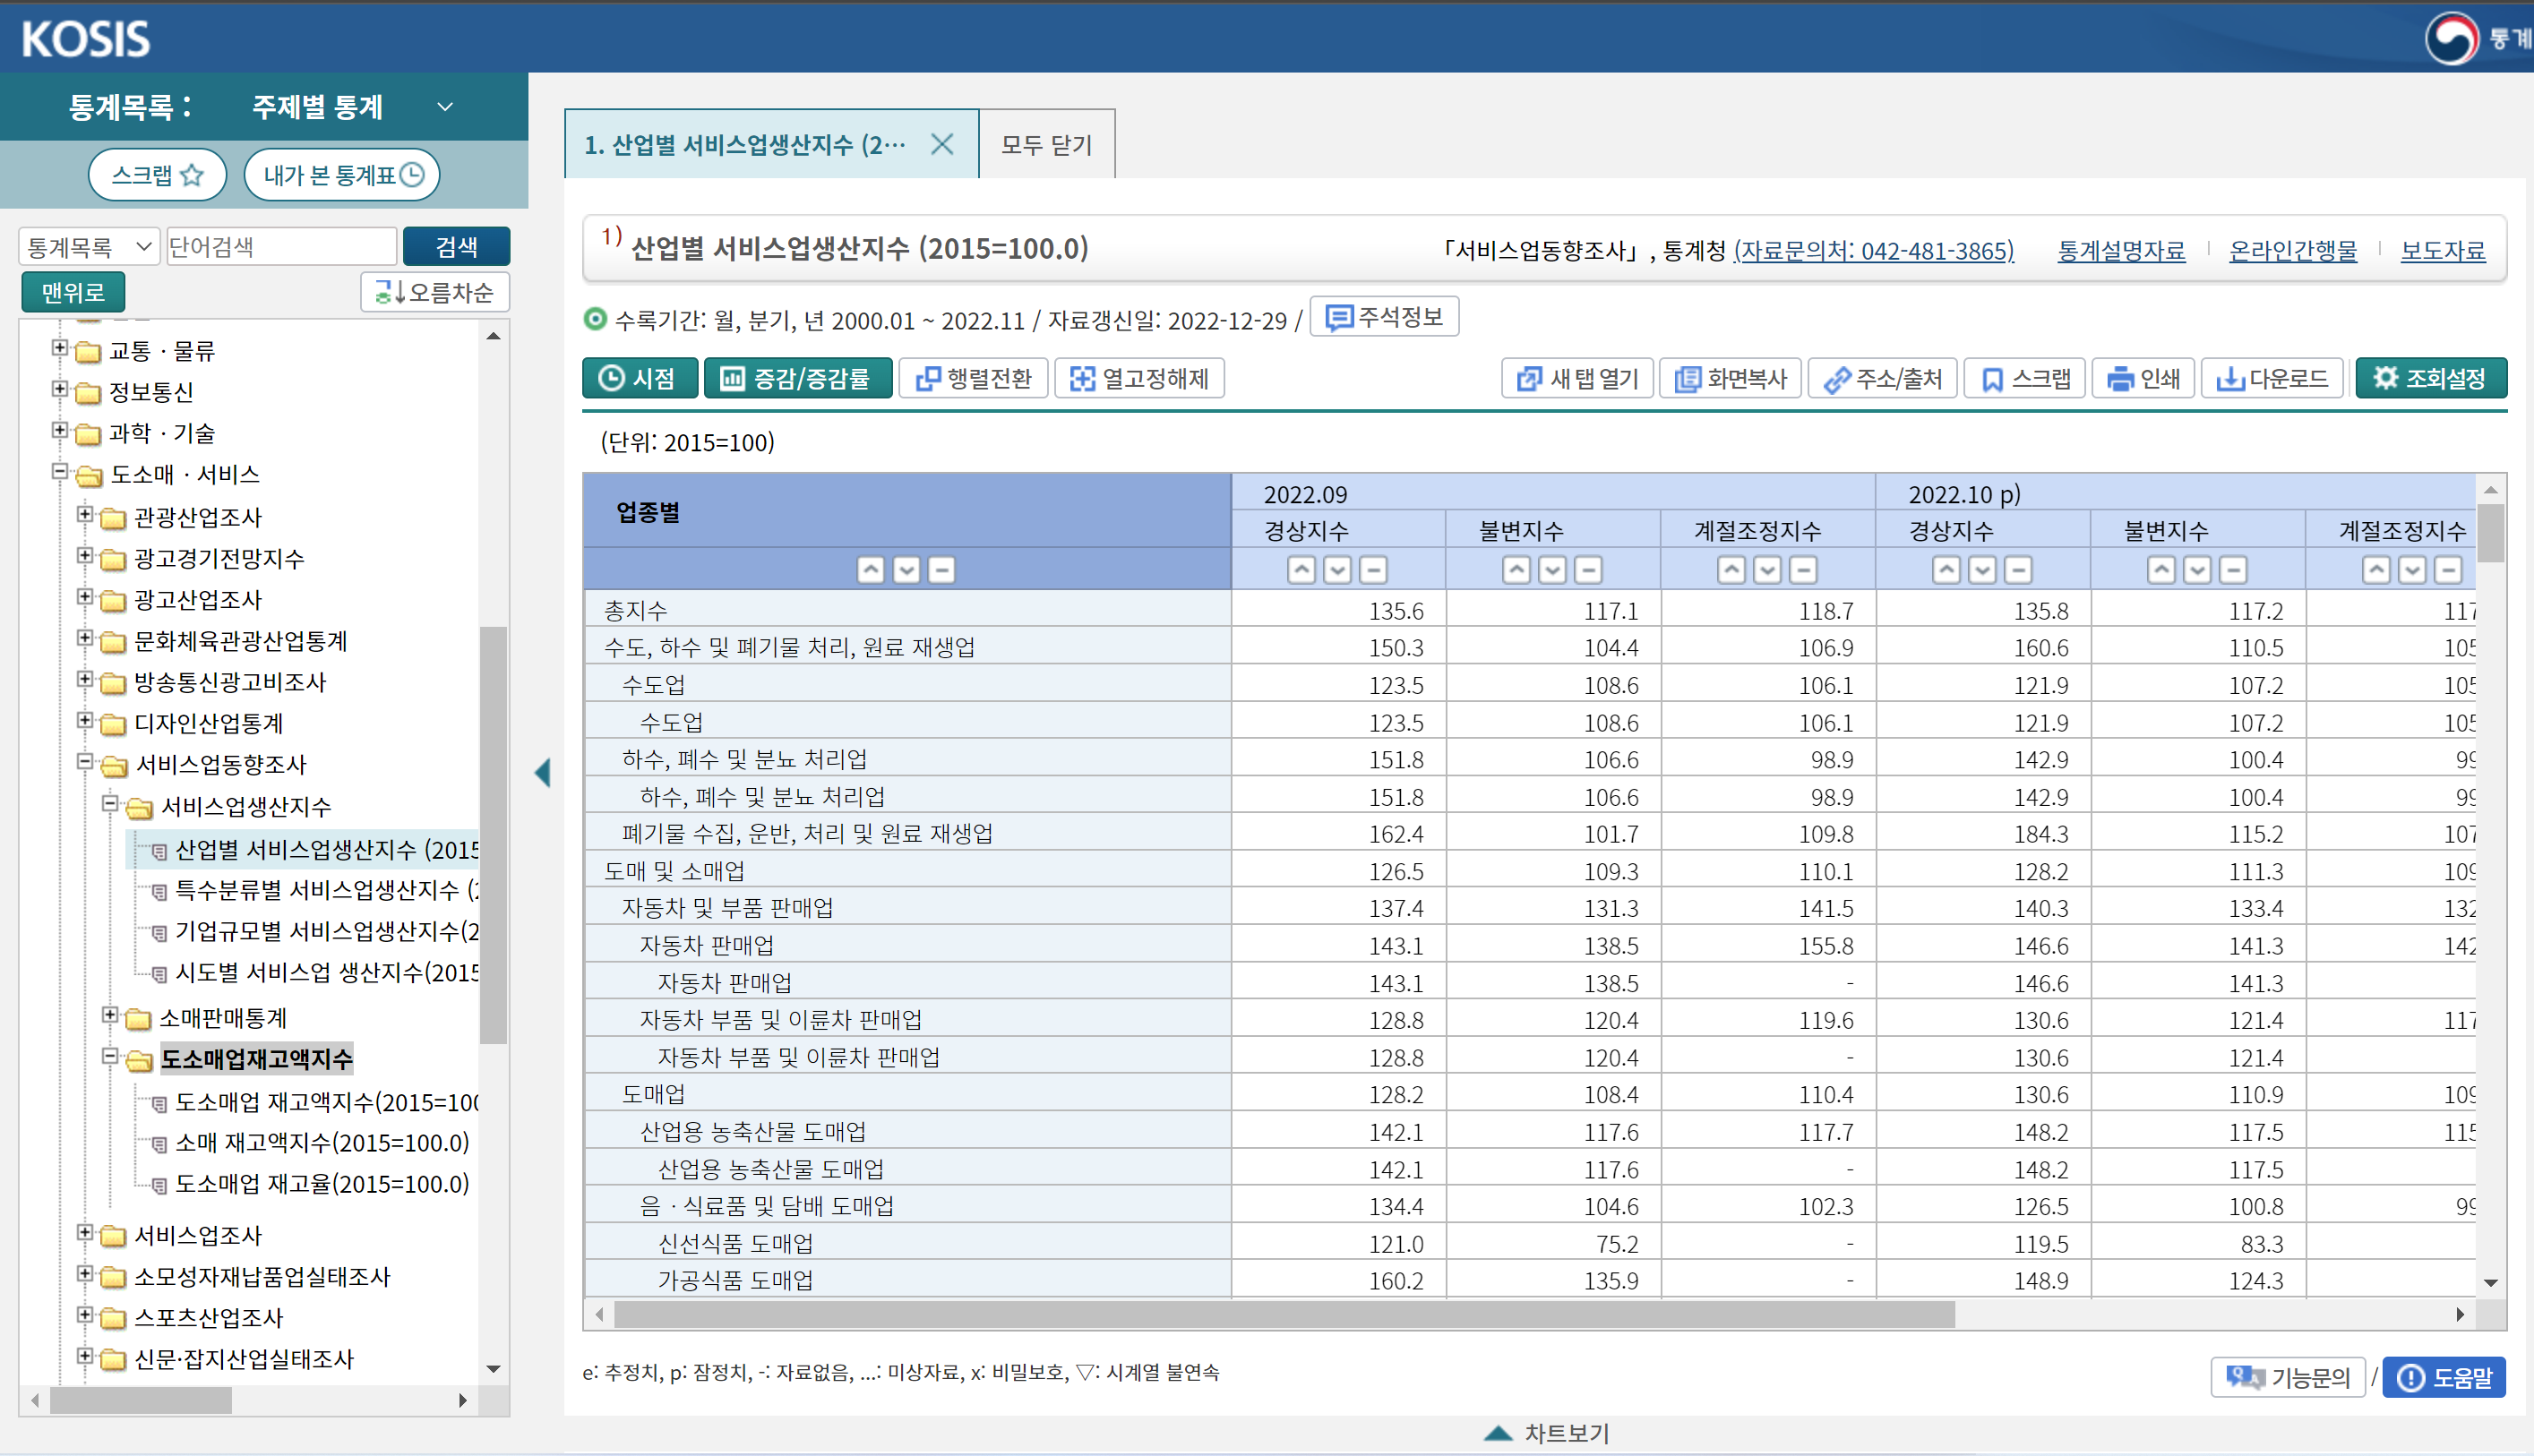 KOSIS
통계
통계목록 : 주제별 통계
스크랩 내가 본 통계표
통계목록 단어검색 검색
맨위로 오름차순
교통 · 물류
정보통신
과학 · 기술
도소매 · 서비스
관광산업조사
광고경기전망지수
광고산업조사
문화체육관광산업통계
방송통신광고비조사
디자인산업통계
서비스업동향조사
서비스업생산지수
산업별 서비스업생산지수 (2015
특수분류별 서비스업생산지수 (2
기업규모별 서비스업생산지수(2
시도별 서비스업 생산지수(2015
소매판매통계
도소매업재고액지수
도소매업 재고액지수(2015=100
소매 재고액지수(2015=100.0)
도소매업 재고율(2015=100.0)
서비스업조사
소모성자재납품업실태조사
스포츠산업조사
신문·잡지산업실태조사
1. 산업별 서비스업생산지수 (2··· 모두 닫기
1) 산업별 서비스업생산지수 (2015=100.0) 「서비스업동향조사」, 통계청 (자료문의처: 042-481-3865) 통계설명자료 온라인간행물 보도자료
수록기간: 월, 분기, 년 2000.01 ~ 2022.11 / 자료갱신일: 2022-12-29 / 주석정보
시점 증감/증감률 행렬전환 열고정해제 새 탭 열기 화면복사 주소/출처 스크랩 인쇄 다운로드 조회설정
(단위: 2015=100)
업종별 2022.09 2022.10 p)
경상지수 불변지수 계절조정지수 경상지수 불변지수 계절조정지수
총지수 135.6 117.1 118.7 135.8 117.2 117
수도, 하수 및 폐기물 처리, 원료 재생업 150.3 104.4 106.9 160.6 110.5 105
수도업 123.5 108.6 106.1 121.9 107.2 105
수도업 123.5 108.6 106.1 121.9 107.2 105
하수, 폐수 및 분뇨 처리업 151.8 106.6 98.9 142.9 100.4 99
하수, 폐수 및 분뇨 처리업 151.8 106.6 98.9 142.9 100.4 99
폐기물 수집, 운반, 처리 및 원료 재생업 162.4 101.7 109.8 184.3 115.2 107
도매 및 소매업 126.5 109.3 110.1 128.2 111.3 109
자동차 및 부품 판매업 137.4 131.3 141.5 140.3 133.4 132
자동차 판매업 143.1 138.5 155.8 146.6 141.3 142
자동차 판매업 143.1 138.5 - 146.6 141.3
자동차 부품 및 이륜차 판매업 128.8 120.4 119.6 130.6 121.4 117
자동차 부품 및 이륜차 판매업 128.8 120.4 - 130.6 121.4
도매업 128.2 108.4 110.4 130.6 110.9 109
산업용 농축산물 도매업 142.1 117.6 117.7 148.2 117.5 115
산업용 농축산물 도매업 142.1 117.6 - 148.2 117.5
음 · 식료품 및 담배 도매업 134.4 104.6 102.3 126.5 100.8 99
신선식품 도매업 121.0 75.2 - 119.5 83.3
가공식품 도매업 160.2 135.9 - 148.9 124.3
e: 추정치, p: 잠정치, -: 자료없음, ...: 미상자료, x: 비밀보호, ▽: 시계열 불연속
기능문의 / 도움말
차트보기